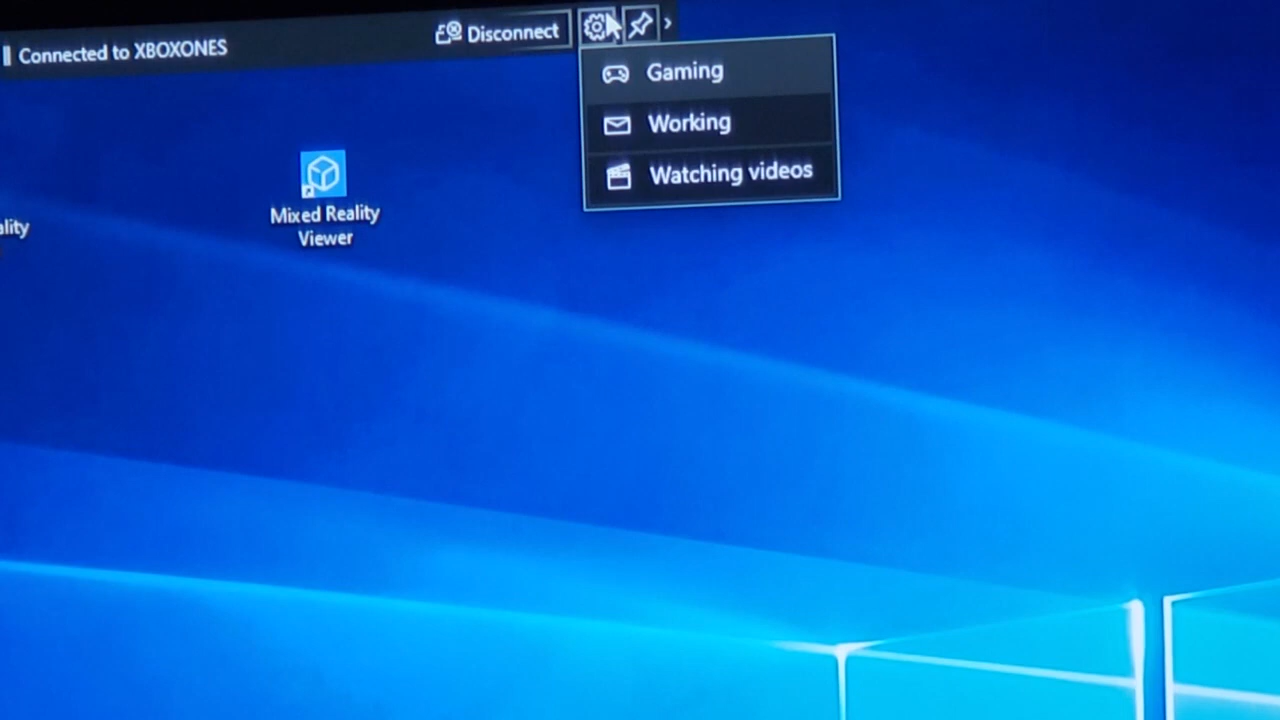 Connected to XBOXONES
Disconnect
Gaming
Working
Watching videos
Mixed Reality
Viewer
ality